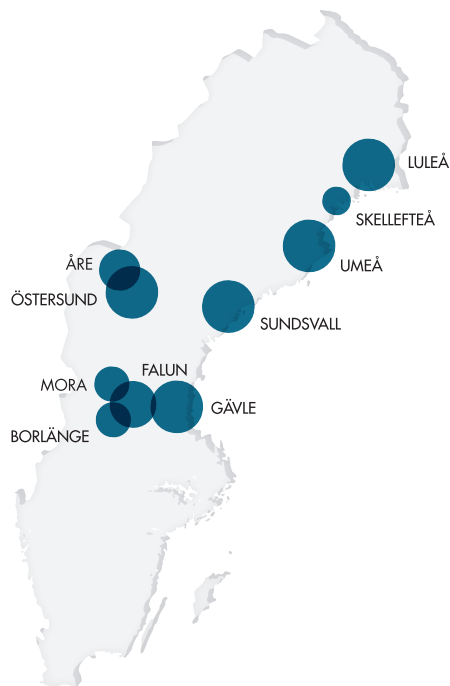 LULEÅ
SKELLEFTEÅ
UMEÅ
ÅRE
ÖSTERSUND
SUNDSVALL
FALUN
MORA
GÄVLE
BORLÄNGE